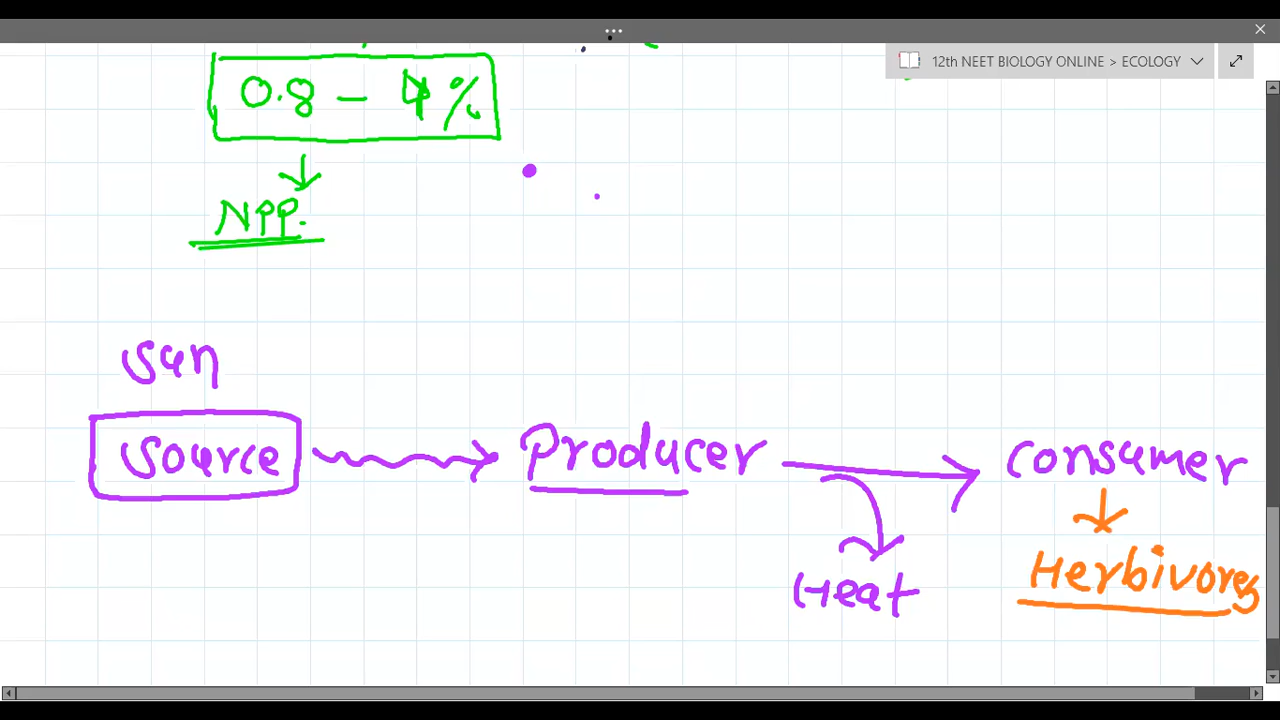 12th NEET BIOLOGY ONLINE > ECOLOGY
0.8 - 4%
NPP.
Sun
Source
Producer
Consumer
Heat
Herbivores